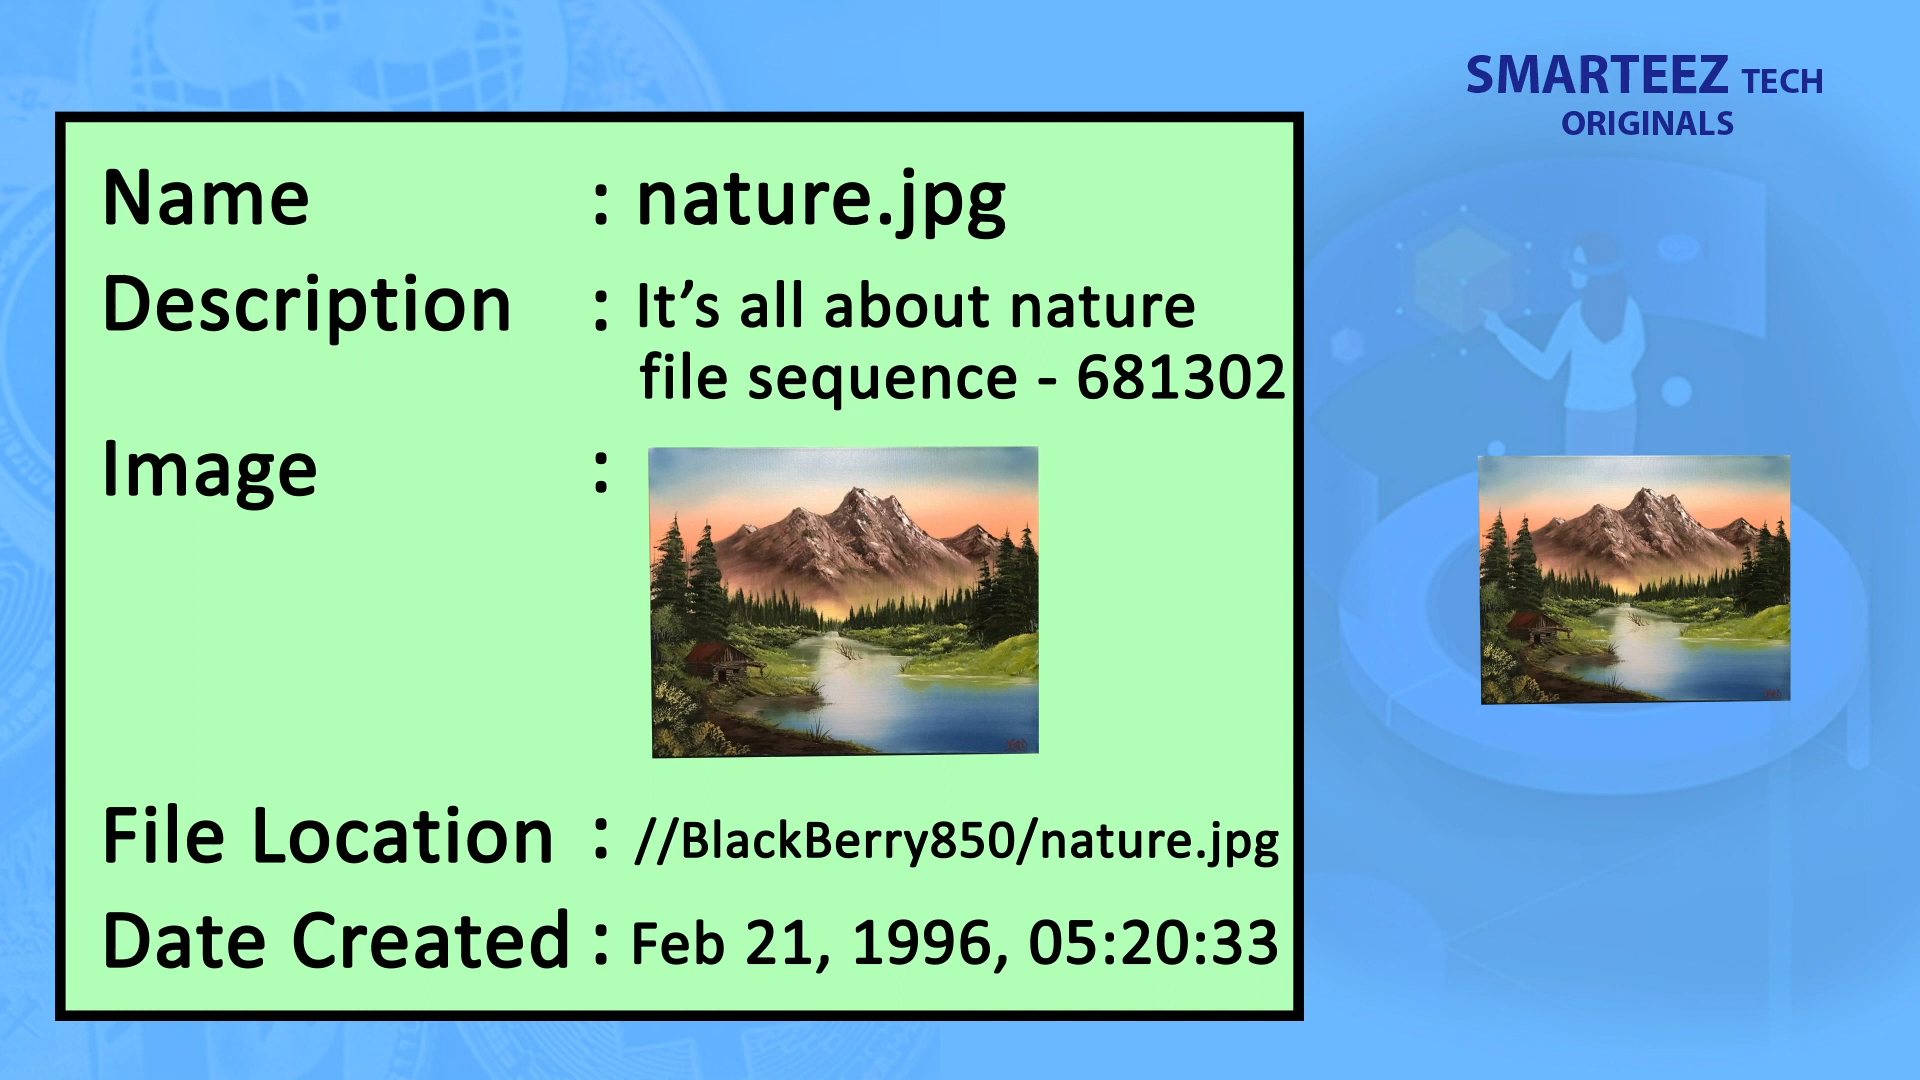 SMARTEEZ TECH
ORIGINALS
Name : nature.jpg
Description : It’s all about nature
file sequence - 681302
Image :
File Location : //BlackBerry850/nature.jpg
Date Created : Feb 21, 1996, 05:20:33